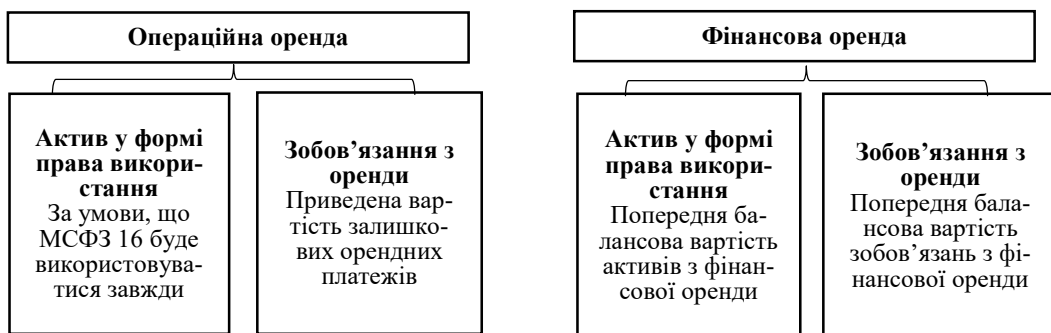 Операційна оренда
Фінансова оренда
Актив у формі
права викори-
стання
За умови, що
МСФЗ 16 буде
використовува-
тися завжди
Зобов’язання з
оренди
Приведена вар-
тість залишко-
вих орендних
платежів
Актив у формі
права викори-
стання
Попередня ба-
лансова вартість
активів з фінан-
сової оренди
Зобов’язання з
оренди
Попередня бала-
нсова вартість
зобов’язань з фі-
нансової оренди